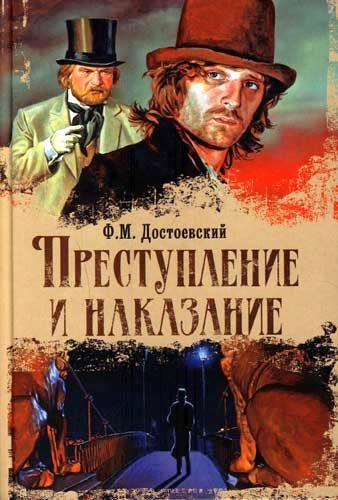 Ф.М. Достоевский
Преступление
и наказание